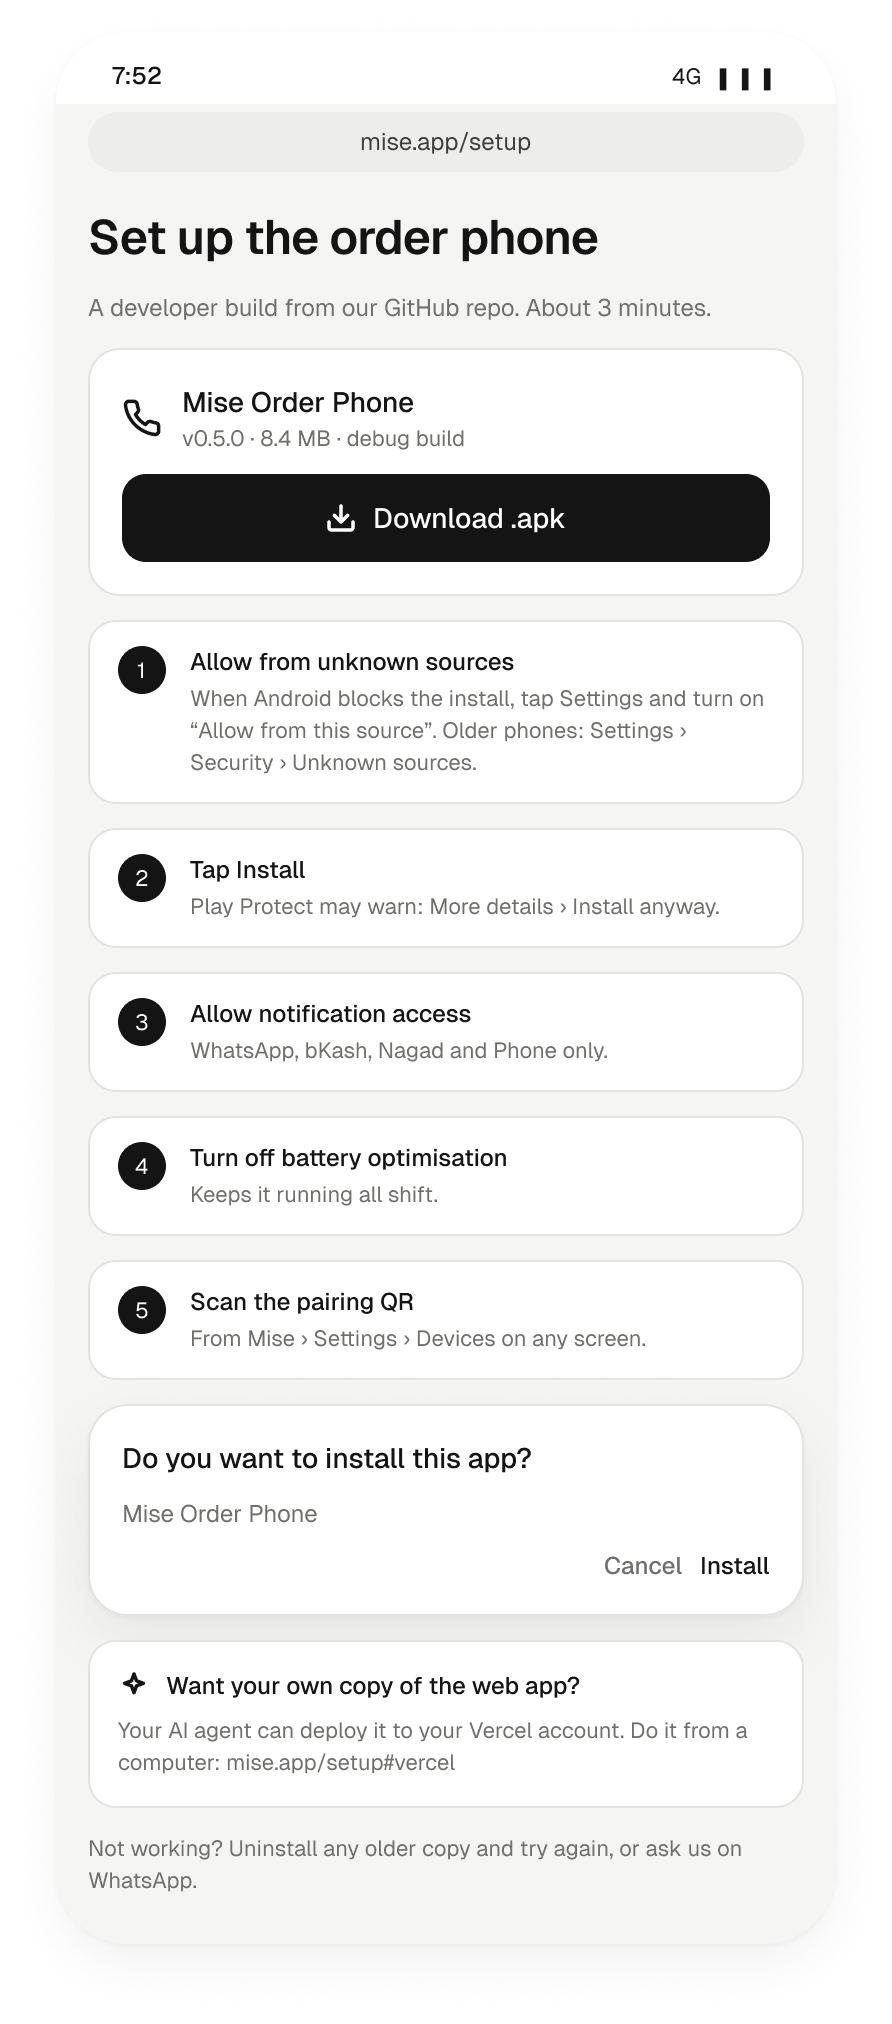 7:52
4G
mise.app/setup
Set up the order phone
A developer build from our GitHub repo. About 3 minutes.
Mise Order Phone
v0.5.0 · 8.4 MB · debug build
Download .apk
1
Allow from unknown sources
When Android blocks the install, tap Settings and turn on
“Allow from this source”. Older phones: Settings ›
Security › Unknown sources.
2
Tap Install
Play Protect may warn: More details › Install anyway.
3
Allow notification access
WhatsApp, bKash, Nagad and Phone only.
4
Turn off battery optimisation
Keeps it running all shift.
5
Scan the pairing QR
From Mise › Settings › Devices on any screen.
Do you want to install this app?
Mise Order Phone
Cancel Install
Want your own copy of the web app?
Your AI agent can deploy it to your Vercel account. Do it from a
computer: mise.app/setup#vercel
Not working? Uninstall any older copy and try again, or ask us on
WhatsApp.